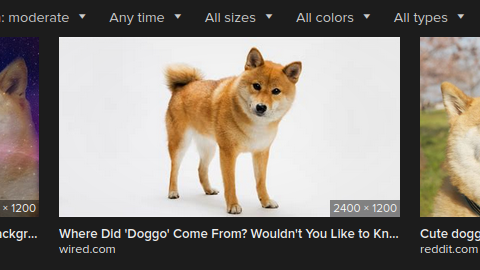 : moderate Any time All sizes All colors All types
× 1200
2400 × 1200
ckgr... Where Did 'Doggo' Come From? Wouldn't You Like to Kn... Cute dogg
wired.com reddit.com